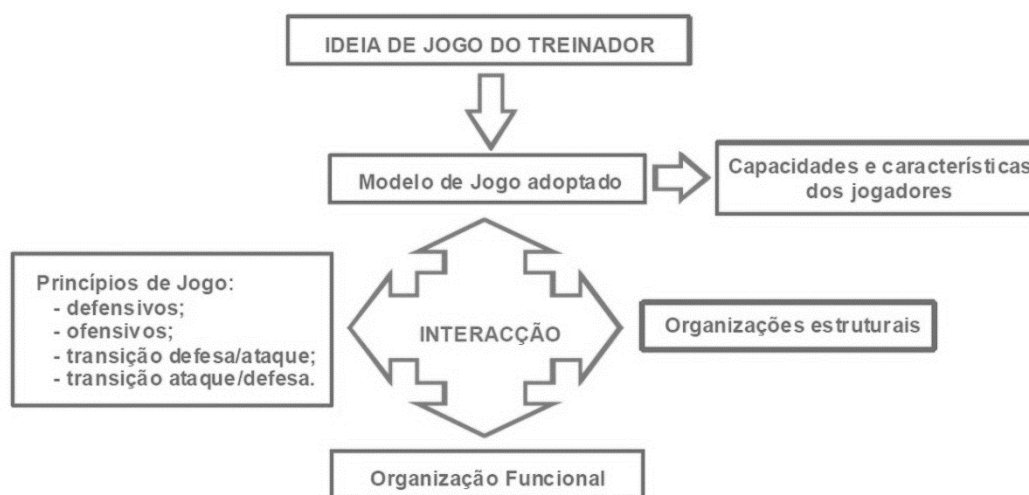 IDEIA DE JOGO DO TREINADOR
Modelo de Jogo adoptado
Capacidades e características
dos jogadores
Princípios de Jogo:
- defensivos;
- ofensivos;
- transição defesa/ataque;
- transição ataque/defesa.
INTERACÇÃO
Organizações estruturais
Organização Funcional